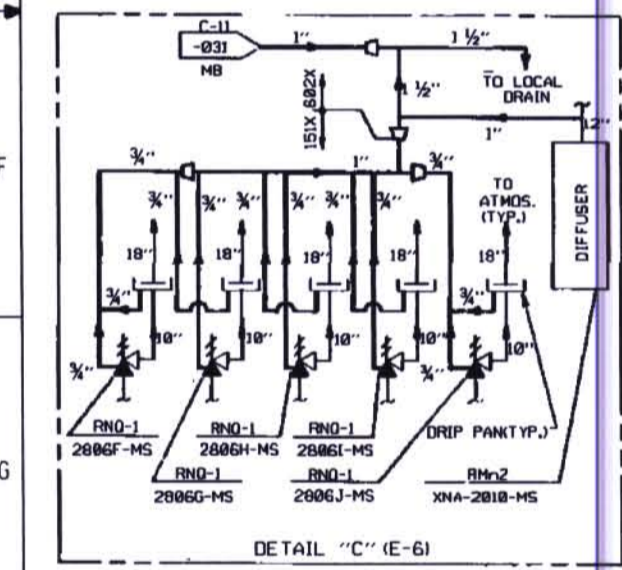 C-11
-031
MB
1"
1 ½"
TO LOCAL
DRAIN
1 ½"
151X 602X
1"
12"
F
¾"
1"
¾"
¾" ¾" ¾" ¾" ¾" ¾" ¾"
TO
ATMOS.
(TYP.)
DIFFUSER
18" 18" 18" 18" 18"
¾" ¾"
10" 10" 10" 10" 10"
¾" ¾"
RNO-1
2806F-MS
RNO-1
2806H-MS
RNO-1
2806I-MS
DRIP PAN(TYP.)
G
RNO-1
2806G-MS
RNO-1
2806J-MS
RMn2
XNA-2010-MS
DETAIL "C" (E-6)